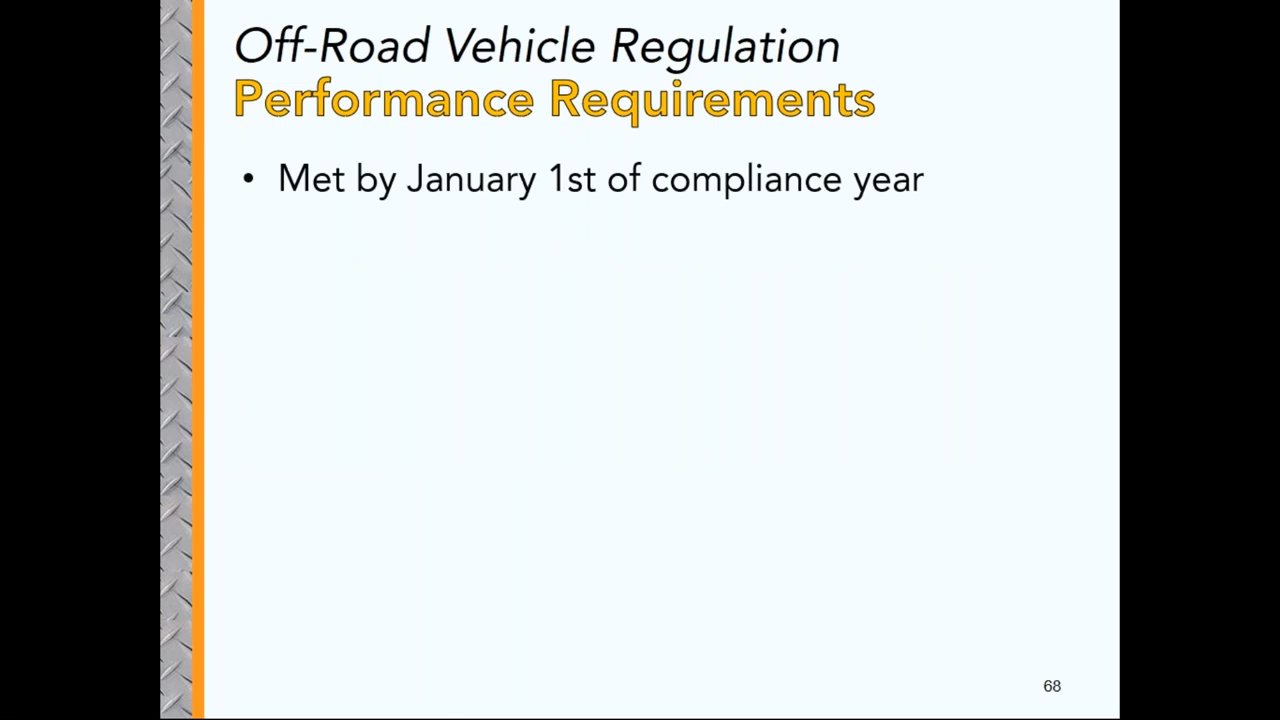 Off-Road Vehicle Regulation
Performance Requirements
• Met by January 1st of compliance year
68